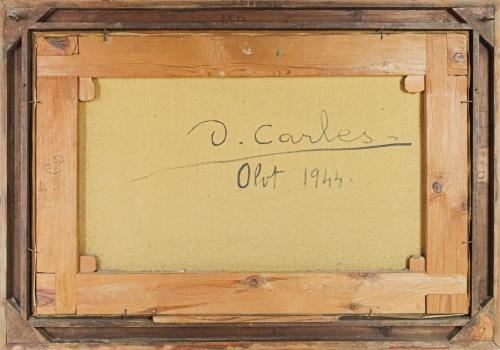 D. Carles-
Olot 1944.